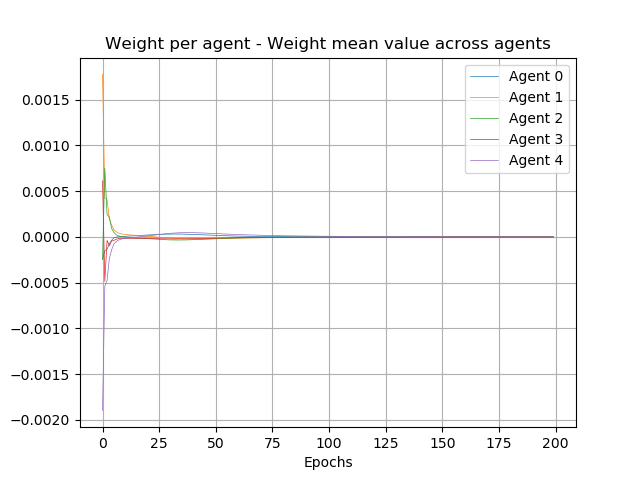 Weight per agent - Weight mean value across agents
Agent 0
Agent 1
Agent 2
Agent 3
Agent 4
0.0015
0.0010
0.0005
0.0000
−0.0005
−0.0010
−0.0015
−0.0020
0 25 50 75 100 125 150 175 200
Epochs